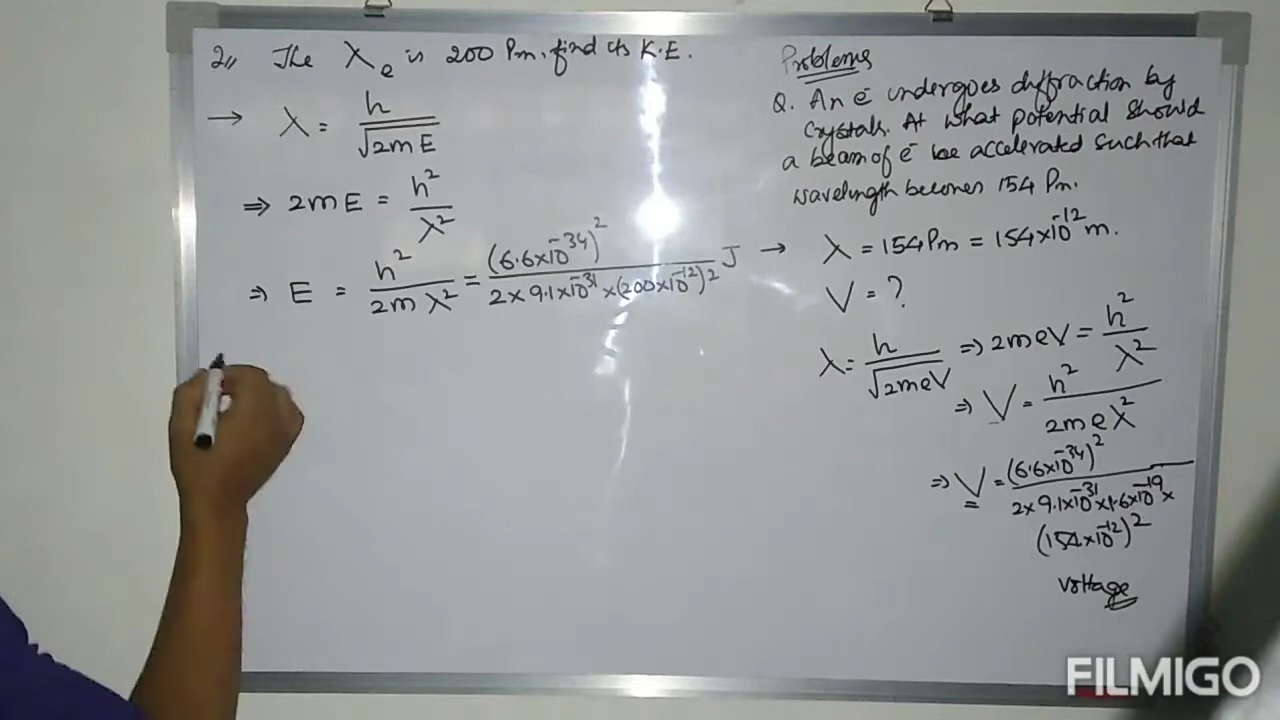 2,, The λe is 200 Pm. find its K.E.
→ λ = h / √2mE
⇒ 2mE = h² / λ²
⇒ E = h² / 2mλ² = (6.6×10⁻³⁴)² / 2×9.1×10⁻³¹×(200×10⁻¹²)² J
Problems
Q. An e⁻ undergoes diffraction by
crystals. At what potential should
a beam of e⁻ be accelerated such that
wavelength becomes 154 Pm.
→ λ = 154 Pm = 154×10⁻¹² m.
V = ?
λ = h / √2meV ⇒ 2meV = h² / λ²
⇒ V = h² / 2meλ²
⇒ V = (6.6×10⁻³⁴)² / 2×9.1×10⁻³¹×1.6×10⁻¹⁹×
(154×10⁻¹²)²
voltage
FILMIGO